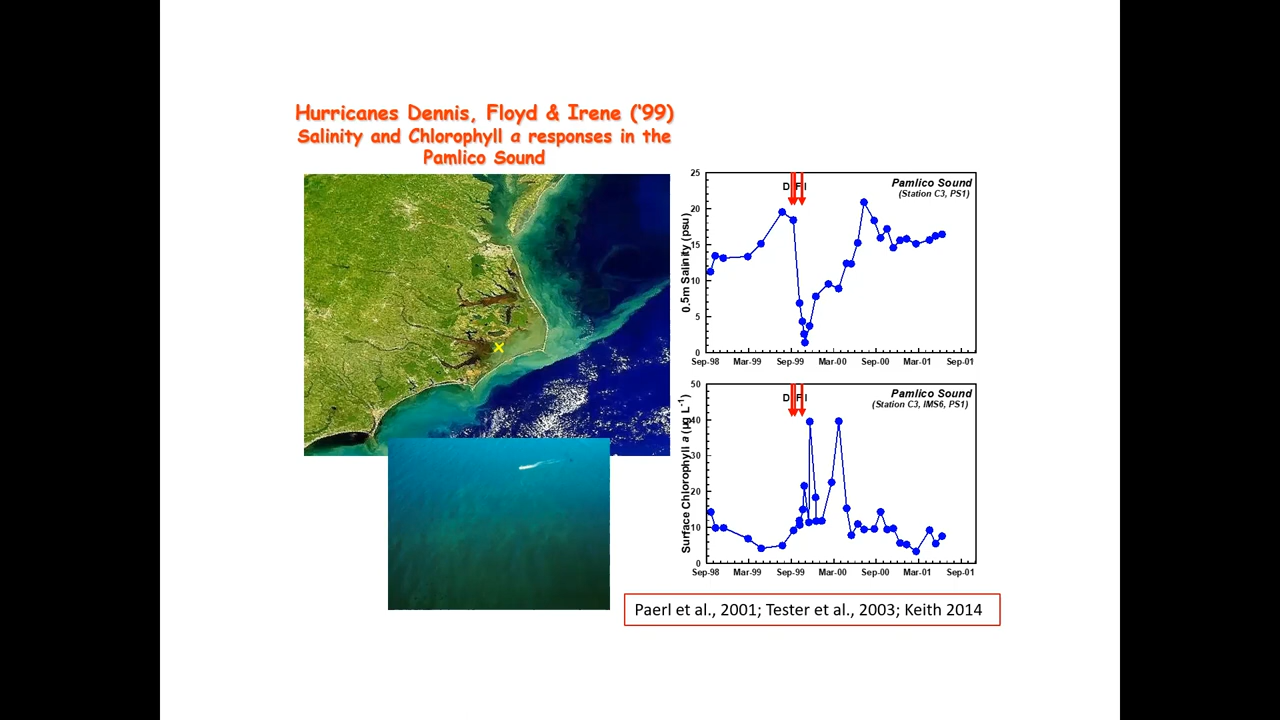 Hurricanes Dennis, Floyd & Irene ('99)
Salinity and Chlorophyll a responses in the
Pamlico Sound
25
20
15
10
5
0
0.5m Salinity (psu)
D F I
Pamlico Sound
(Station C3, PS1)
Sep-98 Mar-99 Sep-99 Mar-00 Sep-00 Mar-01 Sep-01
50
40
30
20
10
0
Surface Chlorophyll a (µg L⁻¹)
D F I
Pamlico Sound
(Station C3, IMS6, PS1)
Sep-98 Mar-99 Sep-99 Mar-00 Sep-00 Mar-01 Sep-01
Paerl et al., 2001; Tester et al., 2003; Keith 2014